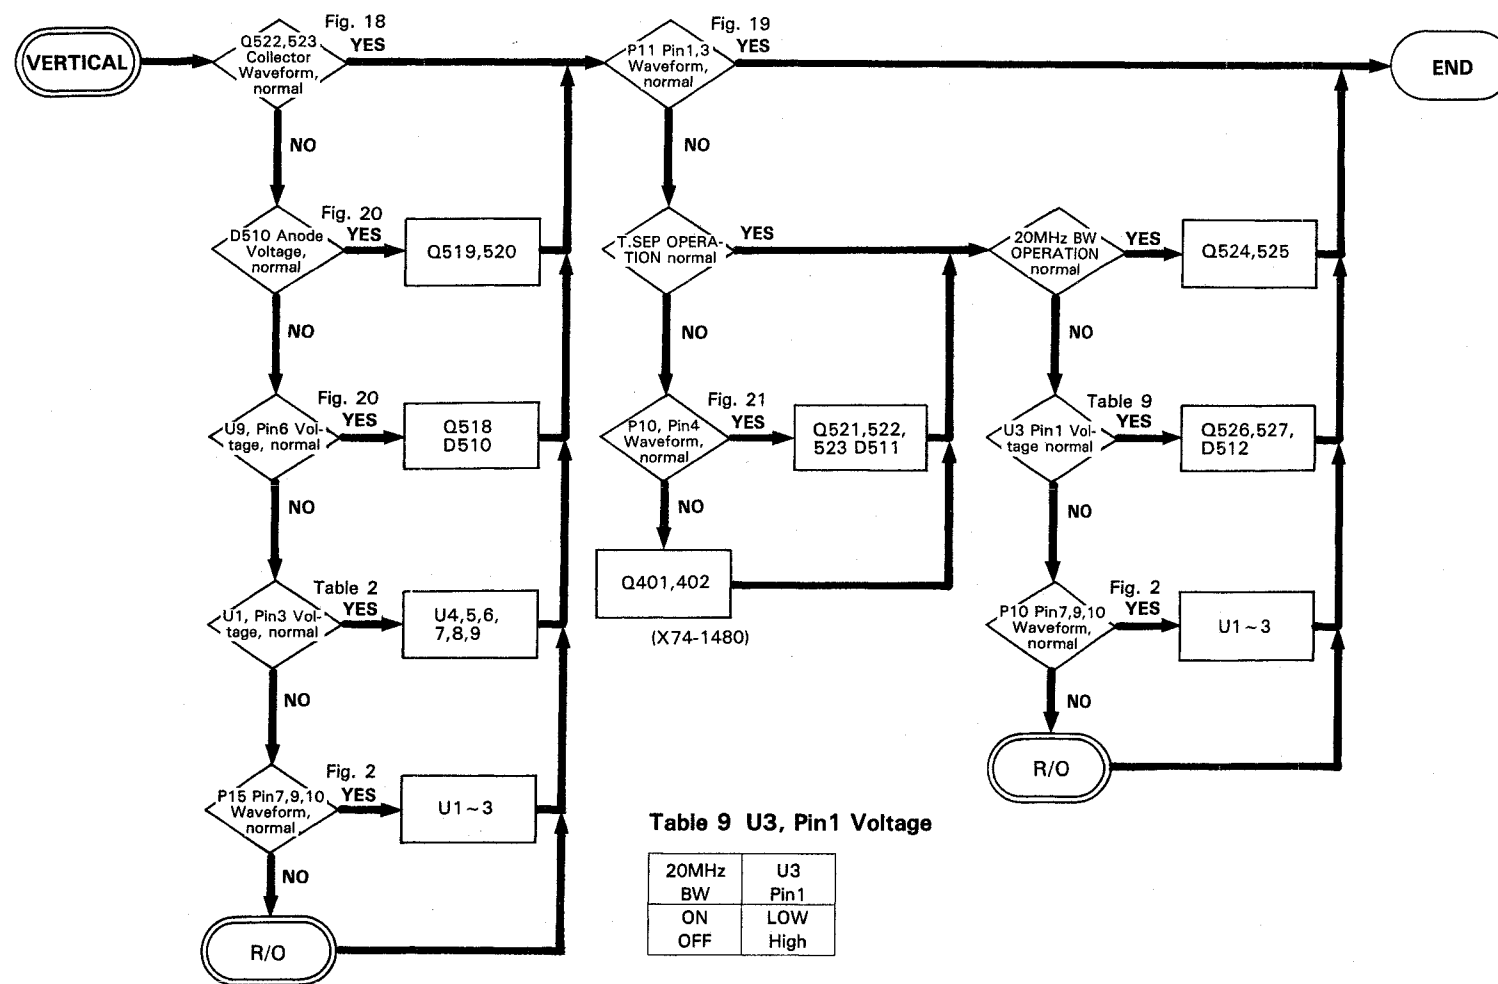 VERTICAL
Q522,523
Collector
Waveform,
normal
Fig. 18
YES
NO
D510 Anode
Voltage,
normal
Fig. 20
YES
Q519,520
NO
U9, Pin6 Vol-
tage, normal
Fig. 20
YES
Q518
D510
NO
U1, Pin3 Vol-
tage, normal
Table 2
YES
U4,5,6,
7,8,9
NO
P15 Pin7,9,10
Waveform,
normal
Fig. 2
YES
U1~3
NO
R/O
P11 Pin1,3
Waveform,
normal
Fig. 19
YES
END
NO
T.SEP OPERA-
TION normal
YES
NO
P10, Pin4
Waveform,
normal
Fig. 21
YES
Q521,522,
523 D511
NO
Q401,402
(X74-1480)
20MHz BW
OPERATION
normal
YES
Q524,525
NO
U3 Pin1 Vol-
tage normal
Table 9
YES
Q526,527,
D512
NO
P10 Pin7,9,10
Waveform,
normal
Fig. 2
YES
U1~3
NO
R/O
Table 9 U3, Pin1 Voltage
20MHz U3
BW Pin1
ON LOW
OFF High